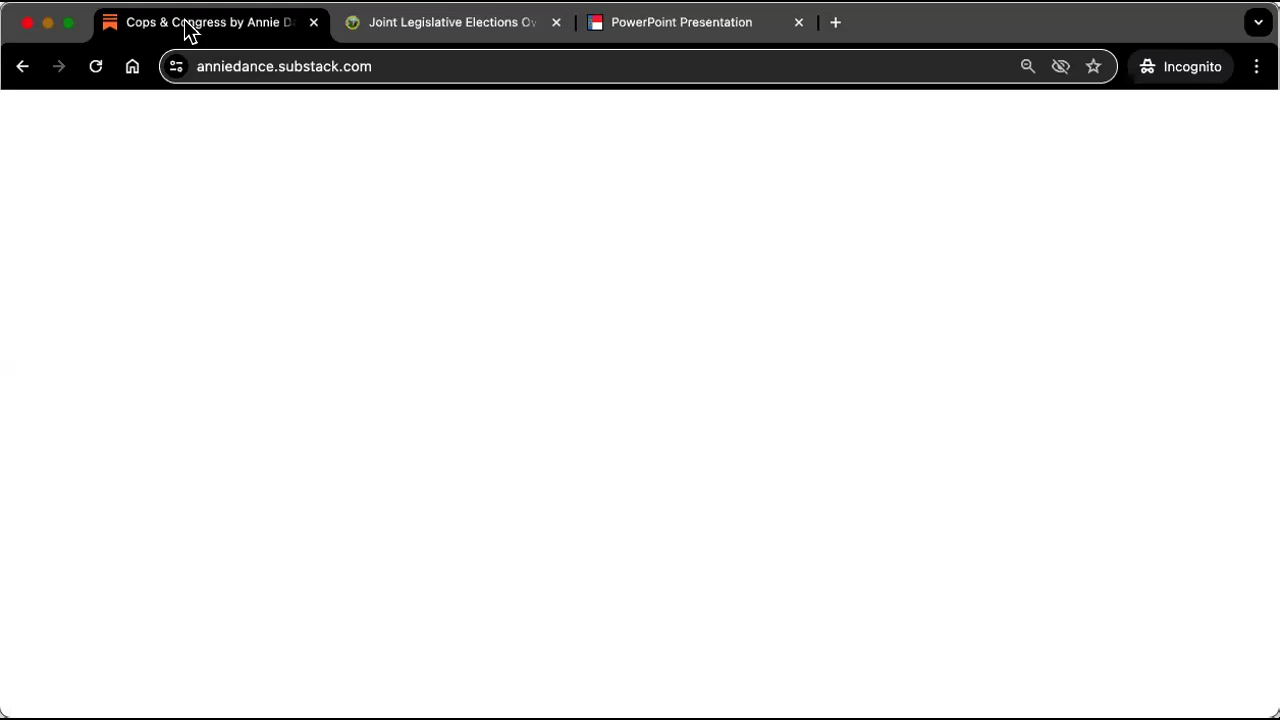 Cops & Congress by Annie D
Joint Legislative Elections Ov
PowerPoint Presentation
anniedance.substack.com
Incognito